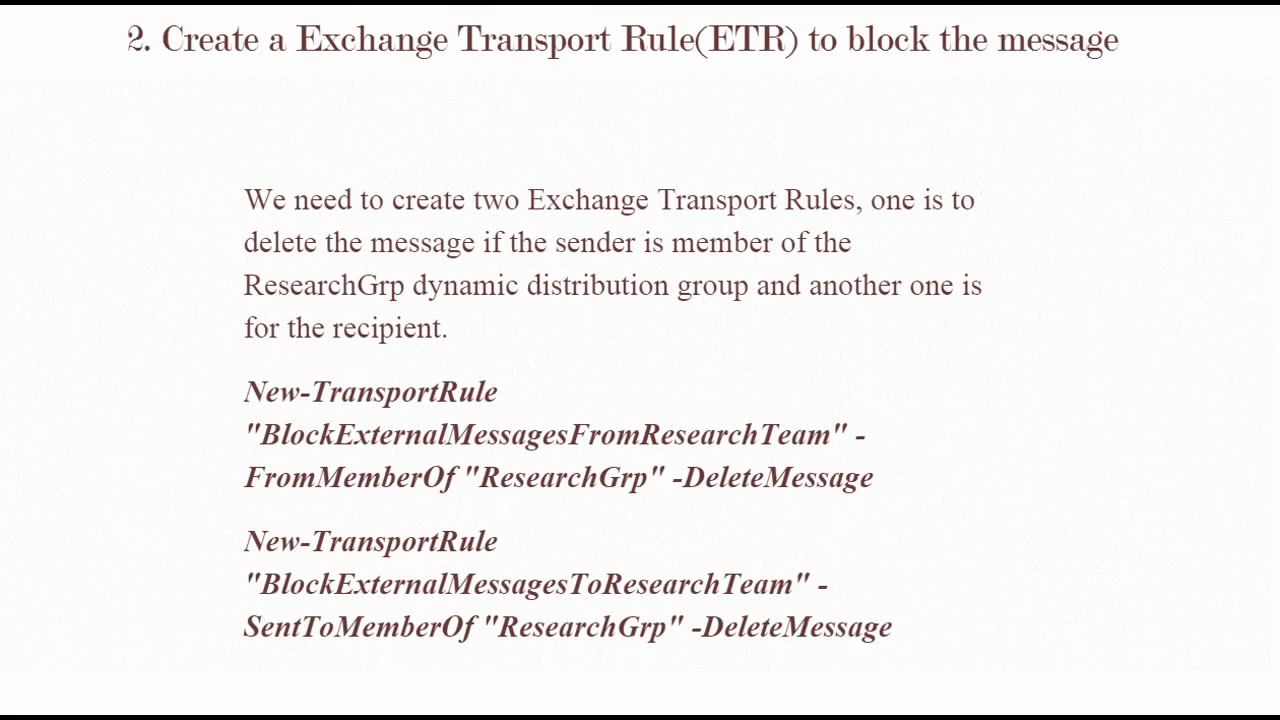 2. Create a Exchange Transport Rule(ETR) to block the message
We need to create two Exchange Transport Rules, one is to
delete the message if the sender is member of the
ResearchGrp dynamic distribution group and another one is
for the recipient.
New-TransportRule
"BlockExternalMessagesFromResearchTeam" -
FromMemberOf "ResearchGrp" -DeleteMessage
New-TransportRule
"BlockExternalMessagesToResearchTeam" -
SentToMemberOf "ResearchGrp" -DeleteMessage